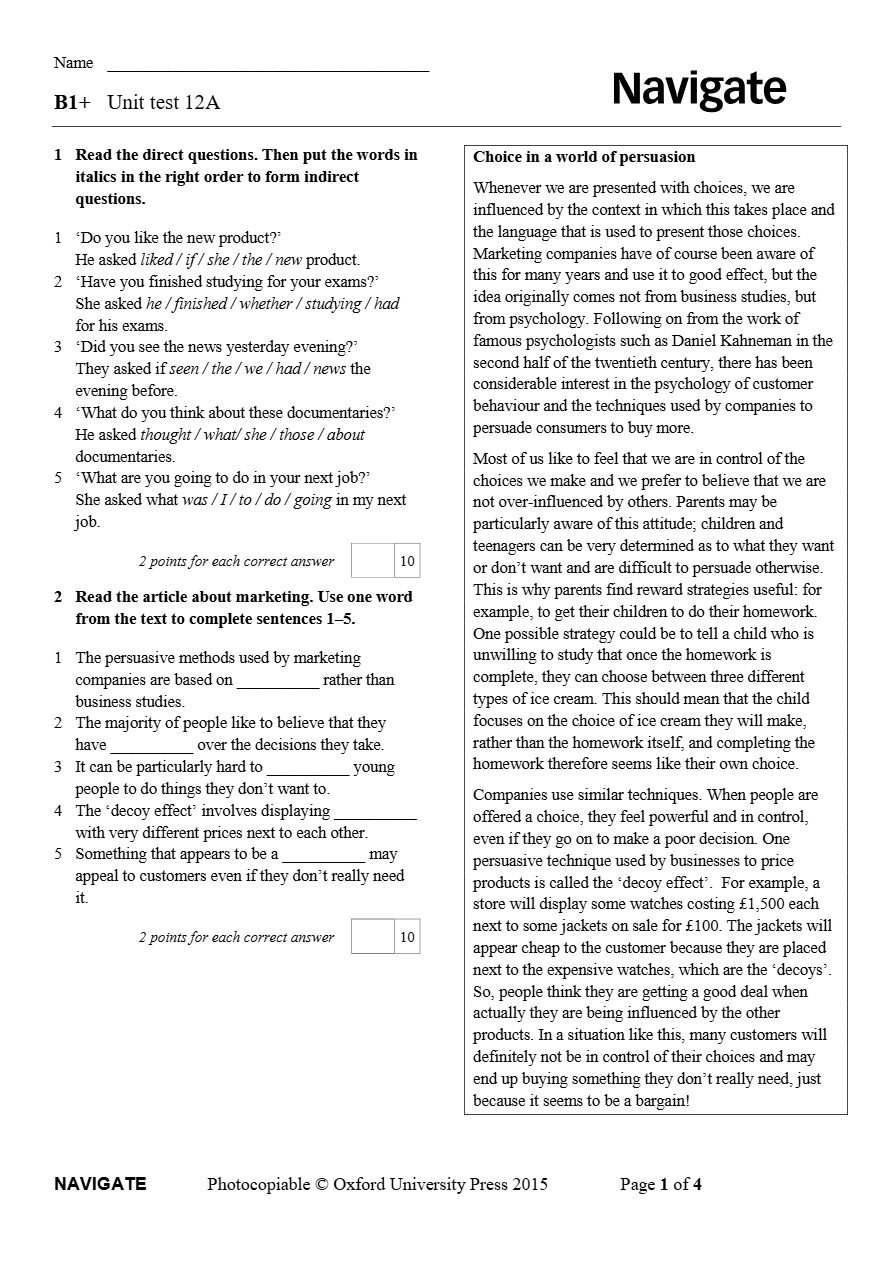 Name ____________________________________
Navigate
B1+ Unit test 12A
1 Read the direct questions. Then put the words in
italics in the right order to form indirect
questions.
1 ‘Do you like the new product?’
He asked liked / if / she / the / new product.
2 ‘Have you finished studying for your exams?’
She asked he / finished / whether / studying / had
for his exams.
3 ‘Did you see the news yesterday evening?’
They asked if seen / the / we / had / news the
evening before.
4 ‘What do you think about these documentaries?’
He asked thought / what/ she / those / about
documentaries.
5 ‘What are you going to do in your next job?’
She asked what was / I / to / do / going in my next
job.
2 points for each correct answer 10
2 Read the article about marketing. Use one word
from the text to complete sentences 1–5.
1 The persuasive methods used by marketing
companies are based on __________ rather than
business studies.
2 The majority of people like to believe that they
have __________ over the decisions they take.
3 It can be particularly hard to __________ young
people to do things they don’t want to.
4 The ‘decoy effect’ involves displaying __________
with very different prices next to each other.
5 Something that appears to be a __________ may
appeal to customers even if they don’t really need
it.
2 points for each correct answer 10
Choice in a world of persuasion
Whenever we are presented with choices, we are
influenced by the context in which this takes place and
the language that is used to present those choices.
Marketing companies have of course been aware of
this for many years and use it to good effect, but the
idea originally comes not from business studies, but
from psychology. Following on from the work of
famous psychologists such as Daniel Kahneman in the
second half of the twentieth century, there has been
considerable interest in the psychology of customer
behaviour and the techniques used by companies to
persuade consumers to buy more.
Most of us like to feel that we are in control of the
choices we make and we prefer to believe that we are
not over-influenced by others. Parents may be
particularly aware of this attitude; children and
teenagers can be very determined as to what they want
or don’t want and are difficult to persuade otherwise.
This is why parents find reward strategies useful: for
example, to get their children to do their homework.
One possible strategy could be to tell a child who is
unwilling to study that once the homework is
complete, they can choose between three different
types of ice cream. This should mean that the child
focuses on the choice of ice cream they will make,
rather than the homework itself, and completing the
homework therefore seems like their own choice.
Companies use similar techniques. When people are
offered a choice, they feel powerful and in control,
even if they go on to make a poor decision. One
persuasive technique used by businesses to price
products is called the ‘decoy effect’. For example, a
store will display some watches costing £1,500 each
next to some jackets on sale for £100. The jackets will
appear cheap to the customer because they are placed
next to the expensive watches, which are the ‘decoys’.
So, people think they are getting a good deal when
actually they are being influenced by the other
products. In a situation like this, many customers will
definitely not be in control of their choices and may
end up buying something they don’t really need, just
because it seems to be a bargain!
NAVIGATE Photocopiable © Oxford University Press 2015 Page 1 of 4